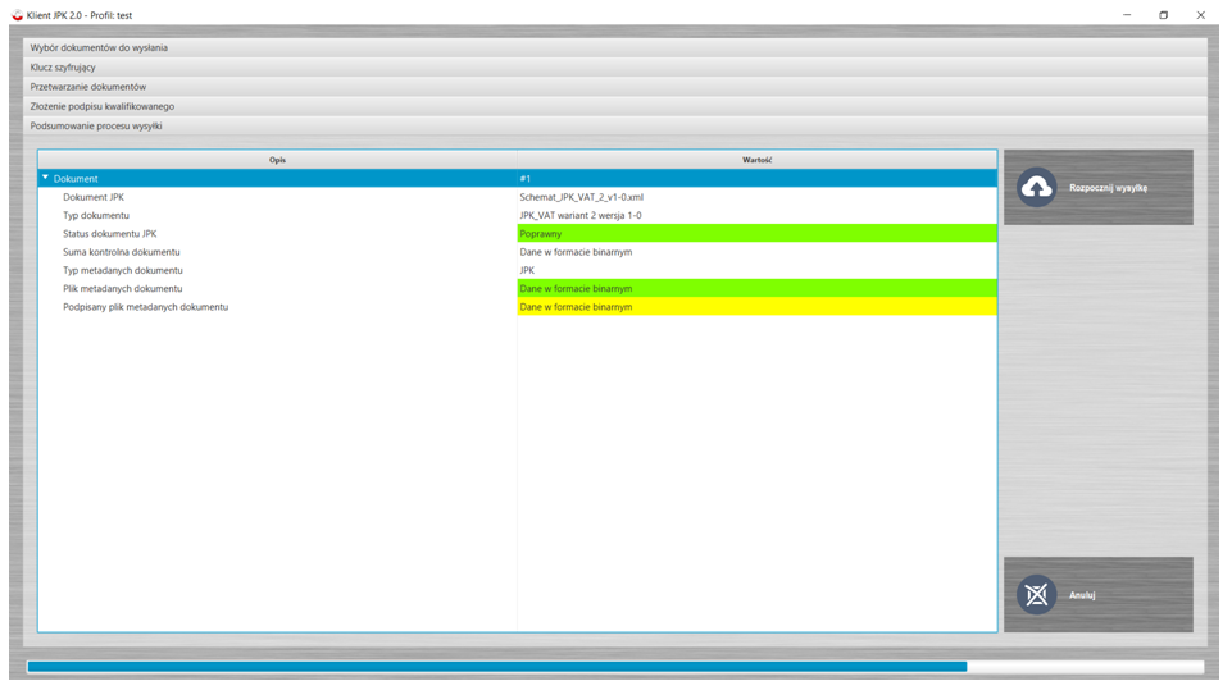 Klient JPK 2.0 - Profil: test
Wybór dokumentów do wysłania
Klucz szyfrujący
Przetwarzanie dokumentów
Złożenie podpisu kwalifikowanego
Podsumowanie procesu wysyłki
Opis Wartość
Dokument #1
Dokument JPK Schemat_JPK_VAT_2_v1-0.xml
Typ dokumentu JPK_VAT wariant 2 wersja 1-0
Status dokumentu JPK Poprawny
Suma kontrolna dokumentu Dane w formacie binarnym
Typ metadanych dokumentu JPK
Plik metadanych dokumentu Dane w formacie binarnym
Podpisany plik metadanych dokumentu Dane w formacie binarnym
Rozpocznij wysyłkę
Anuluj